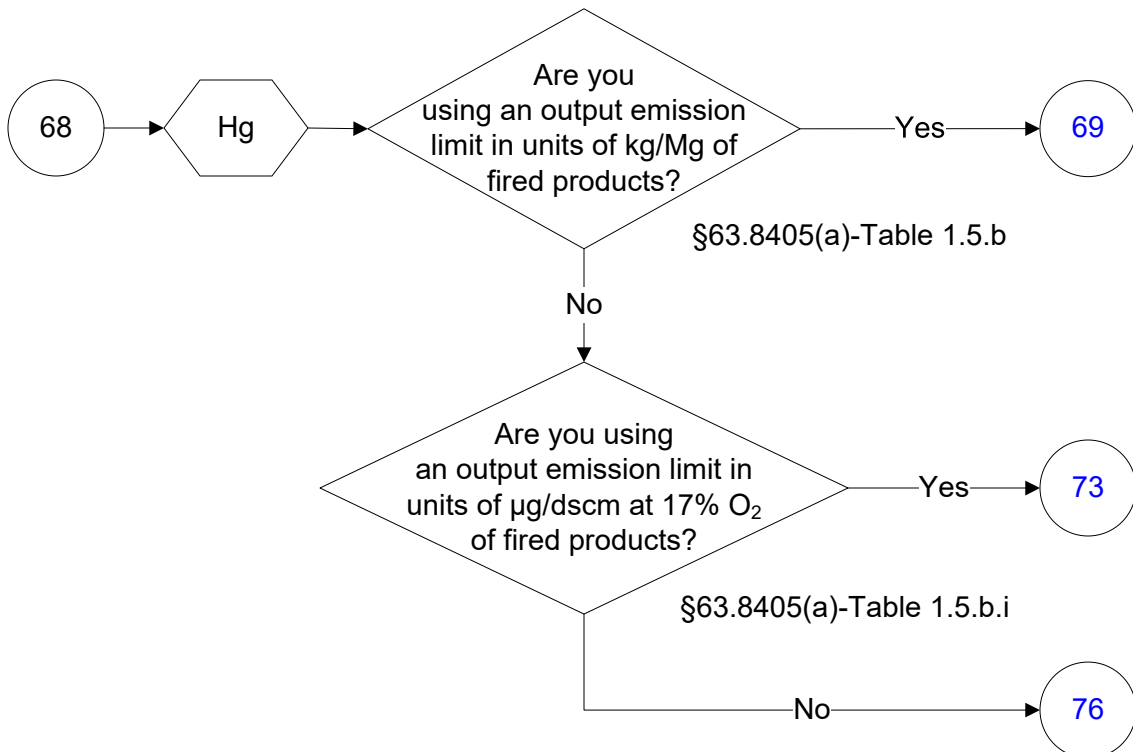 68
Hg
Are you
using an output emission
limit in units of kg/Mg of
fired products?
Yes
69
§63.8405(a)-Table 1.5.b
No
Are you using
an output emission limit in
units of µg/dscm at 17% O₂
of fired products?
Yes
73
§63.8405(a)-Table 1.5.b.i
No
76